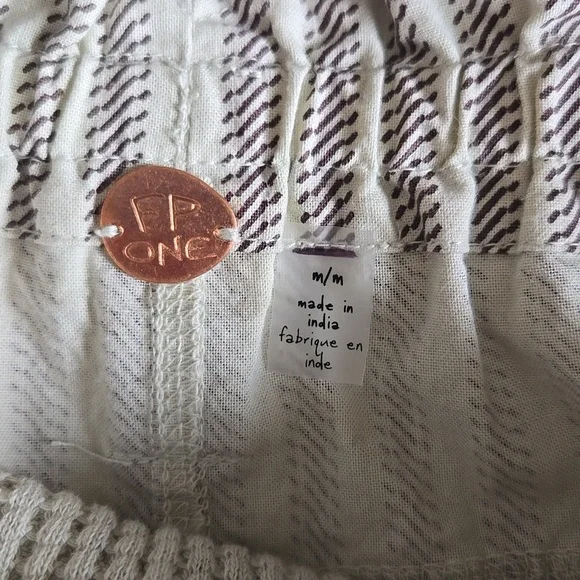 FP
ONE
m/m
made in
india
fabrique en
inde